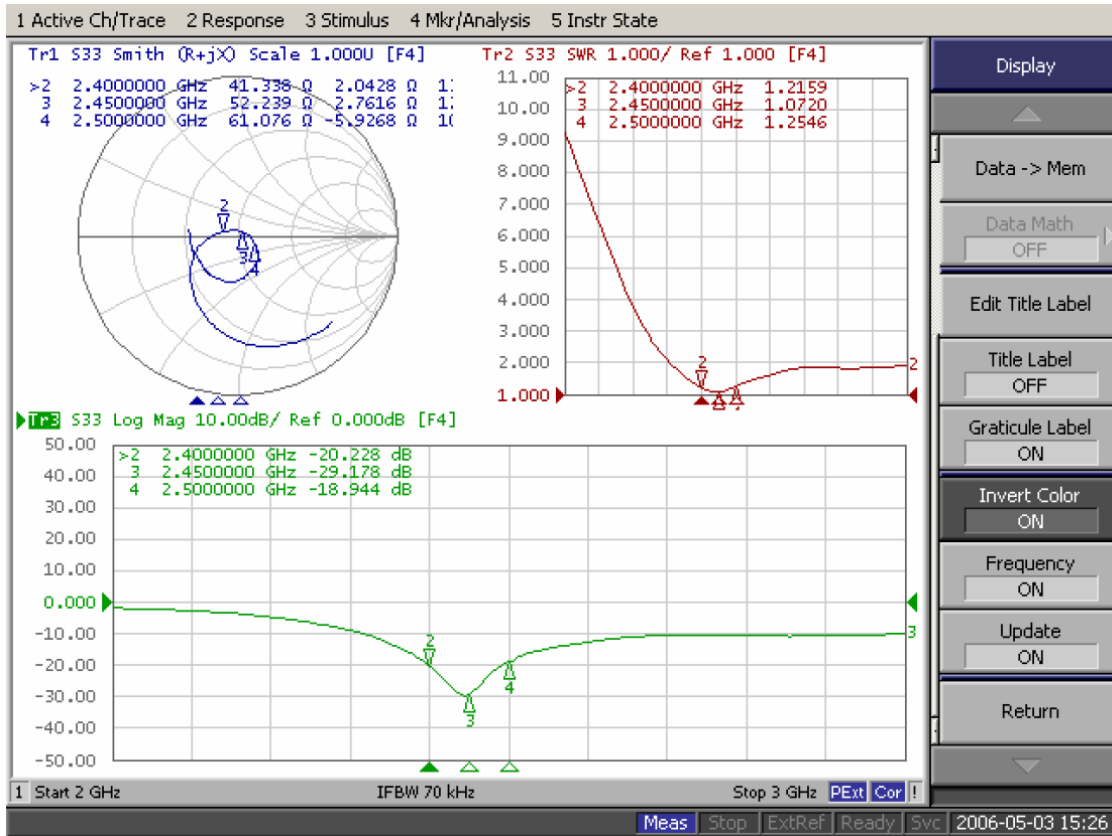 1 Active Ch/Trace 2 Response 3 Stimulus 4 Mkr/Analysis 5 Instr State
Tr1 S33 Smith (R+jX) Scale 1.000U [F4]
>2 2.4000000 GHz 41.338 Ω 2.0428 Ω
3 2.4500000 GHz 52.239 Ω 2.7616 Ω
4 2.5000000 GHz 61.076 Ω -5.9268 Ω
2
3
4
Tr2 S33 SWR 1.000/ Ref 1.000 [F4]
>2 2.4000000 GHz 1.2159
3 2.4500000 GHz 1.0720
4 2.5000000 GHz 1.2546
11.00
10.00
9.000
8.000
7.000
6.000
5.000
4.000
3.000
2.000
1.000
2
2
Tr3 S33 Log Mag 10.00dB/ Ref 0.000dB [F4]
>2 2.4000000 GHz -20.228 dB
3 2.4500000 GHz -29.178 dB
4 2.5000000 GHz -18.944 dB
50.00
40.00
30.00
20.00
10.00
0.000
-10.00
-20.00
-30.00
-40.00
-50.00
2
3
4
3
1 Start 2 GHz IFBW 70 kHz Stop 3 GHz PExt Cor !
Display
Data -> Mem
Data Math
OFF
Edit Title Label
Title Label
OFF
Graticule Label
ON
Invert Color
ON
Frequency
ON
Update
ON
Return
Meas Stop ExtRef Ready Svc 2006-05-03 15:26